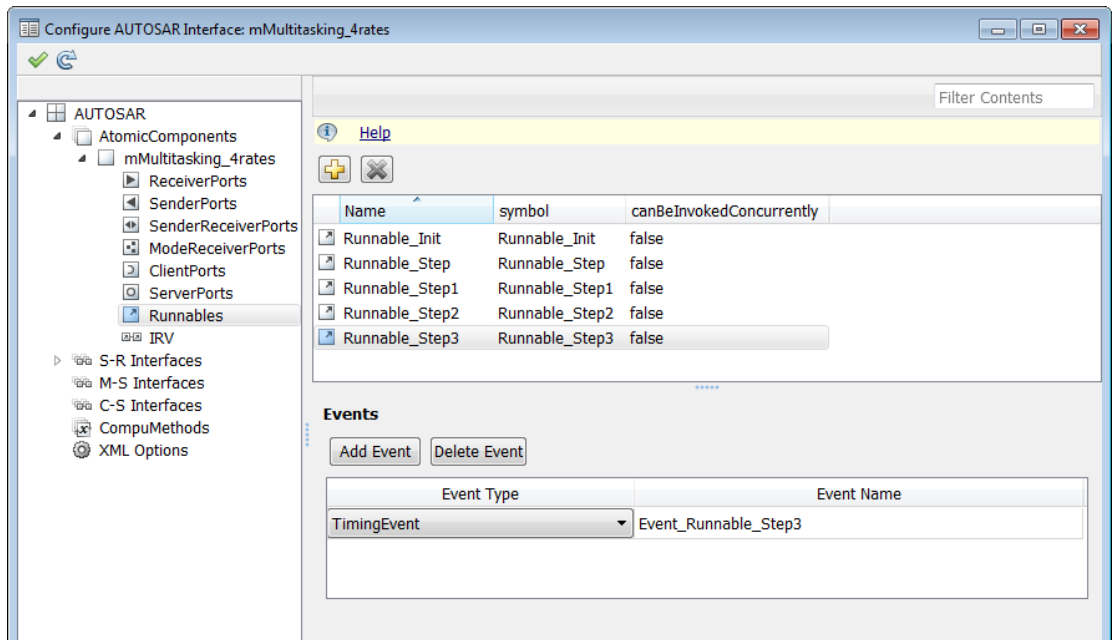 Configure AUTOSAR Interface: mMultitasking_4rates
Filter Contents
AUTOSAR
AtomicComponents
mMultitasking_4rates
ReceiverPorts
SenderPorts
SenderReceiverPorts
ModeReceiverPorts
ClientPorts
ServerPorts
Runnables
IRV
S-R Interfaces
M-S Interfaces
C-S Interfaces
CompuMethods
XML Options
Help
Name symbol canBeInvokedConcurrently
Runnable_Init Runnable_Init false
Runnable_Step Runnable_Step false
Runnable_Step1 Runnable_Step1 false
Runnable_Step2 Runnable_Step2 false
Runnable_Step3 Runnable_Step3 false
Events
Add Event Delete Event
Event Type Event Name
TimingEvent Event_Runnable_Step3